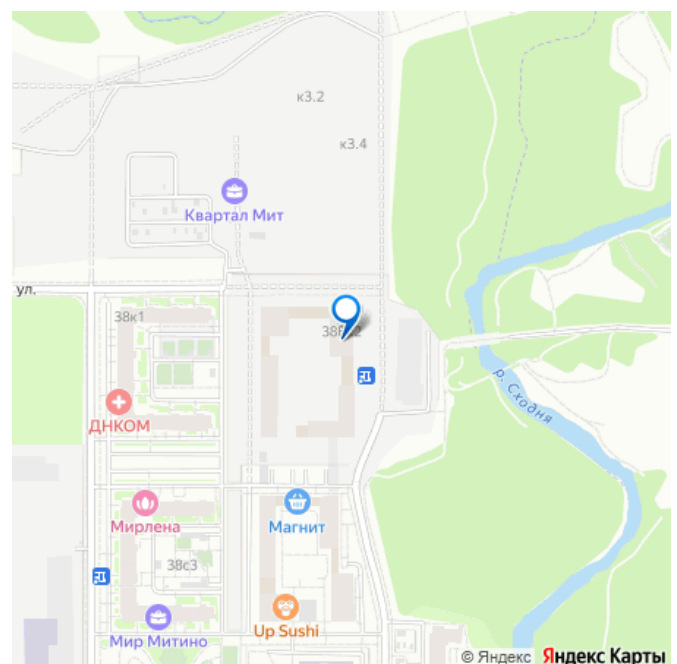 к3.2
к3.4
Квартал Мит
ул.
38к1
ДНКОМ
р. Сходня
Мирлена
Магнит
38с3
Up Sushi
Мир Митино
© Яндекс Яндекс Карты